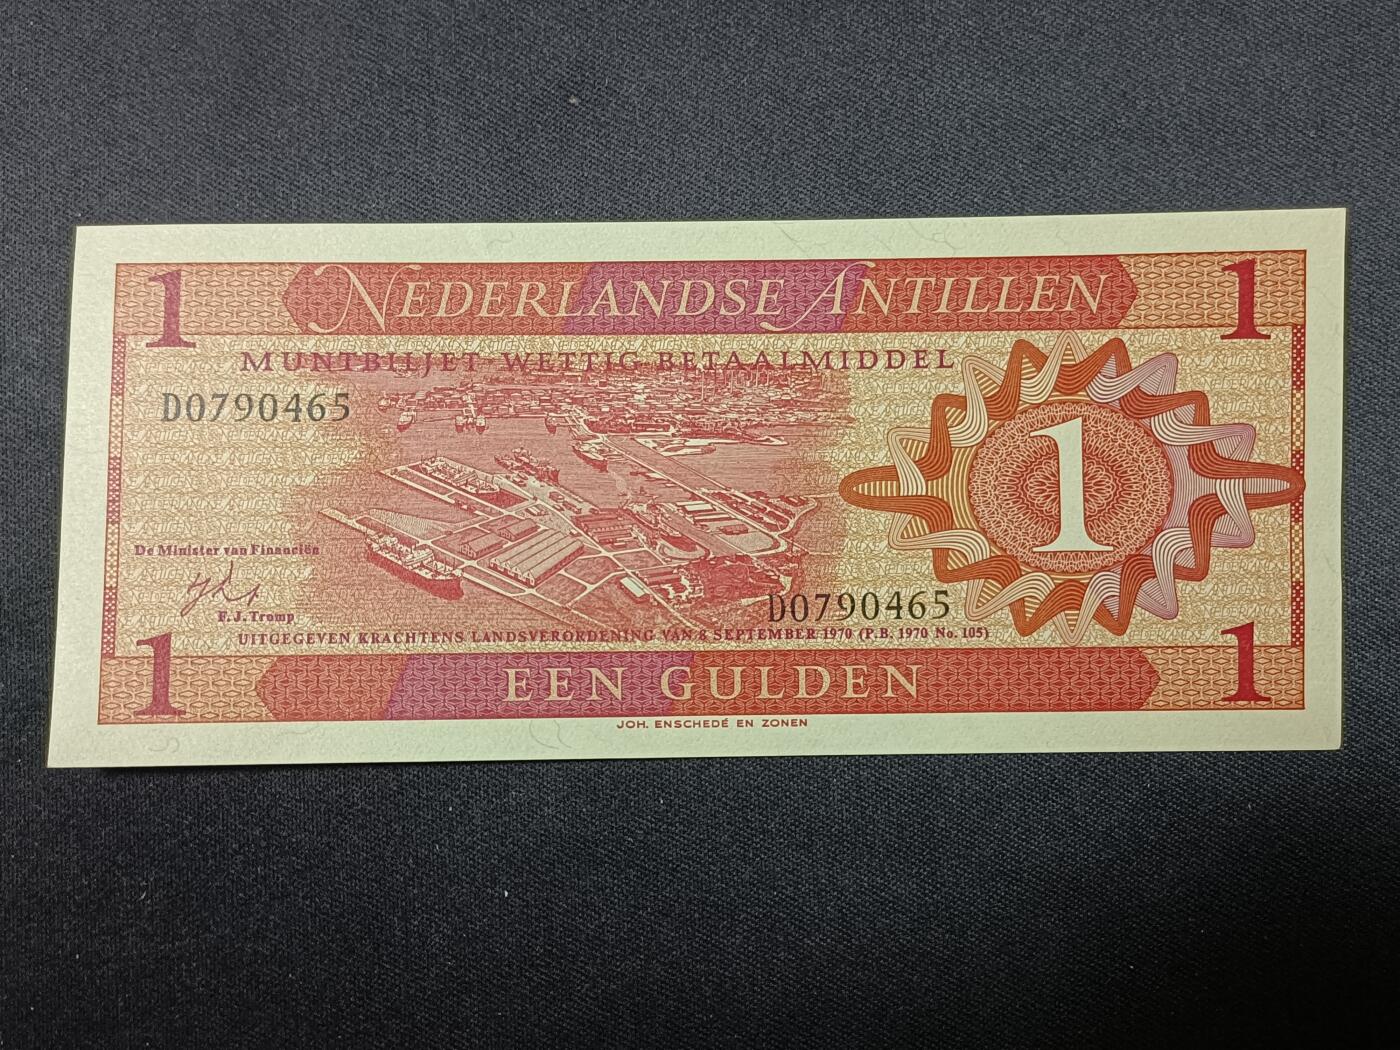 1 NEDERLANDSE ANTILLEN 1
MUNTBILJET-WETTIG BETAALMIDDEL
D0790465
1
De Minister van Financiën
F. J. Tromp
D0790465
UITGEGEVEN KRACHTENS LANDSVERORDENING VAN 8 SEPTEMBER 1970 (P.B. 1970 No. 105)
1 EEN GULDEN 1
JOH. ENSCHEDÉ EN ZONEN